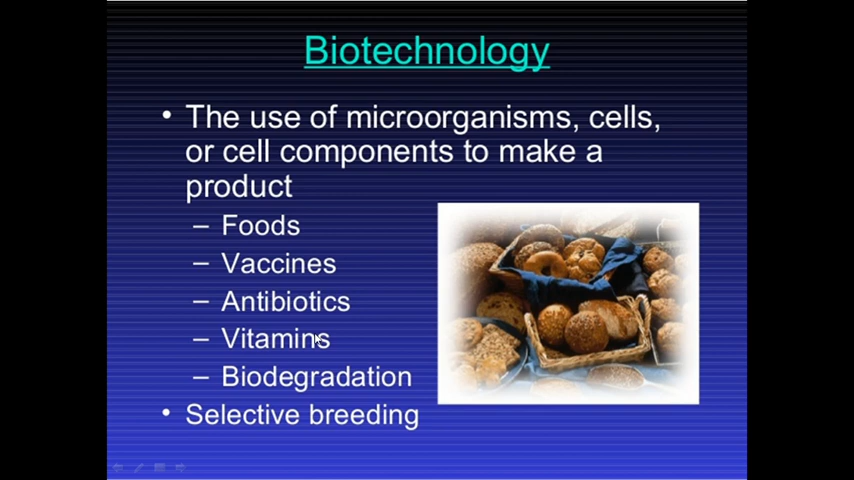 Biotechnology
• The use of microorganisms, cells,
or cell components to make a
product
– Foods
– Vaccines
– Antibiotics
– Vitamins
– Biodegradation
• Selective breeding